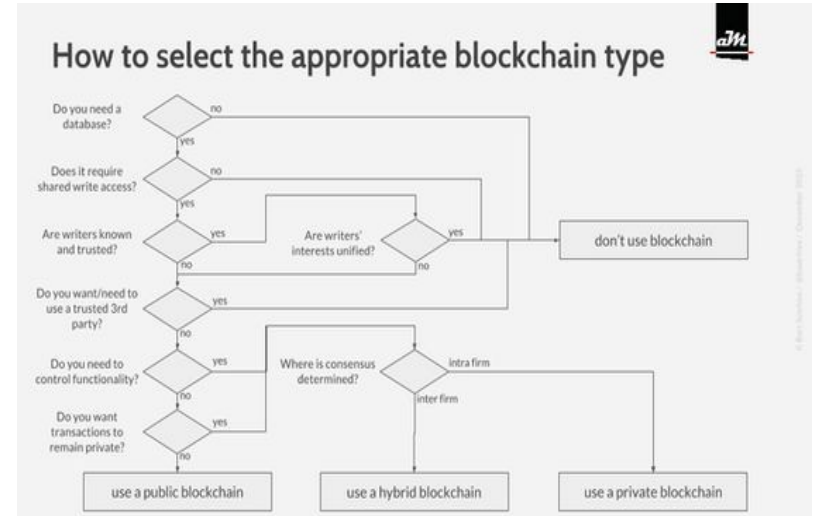 aM
How to select the appropriate blockchain type
Do you need a
database?
no
yes
Does it require
shared write access?
no
yes
Are writers known
and trusted?
yes
no
Are writers'
interests unified?
yes
no
don't use blockchain
Do you want/need to
use a trusted 3rd
party?
yes
no
Do you need to
control functionality?
yes
no
Where is consensus
determined?
intra firm
inter firm
Do you want
transactions to
remain private?
yes
no
use a public blockchain
use a hybrid blockchain
use a private blockchain